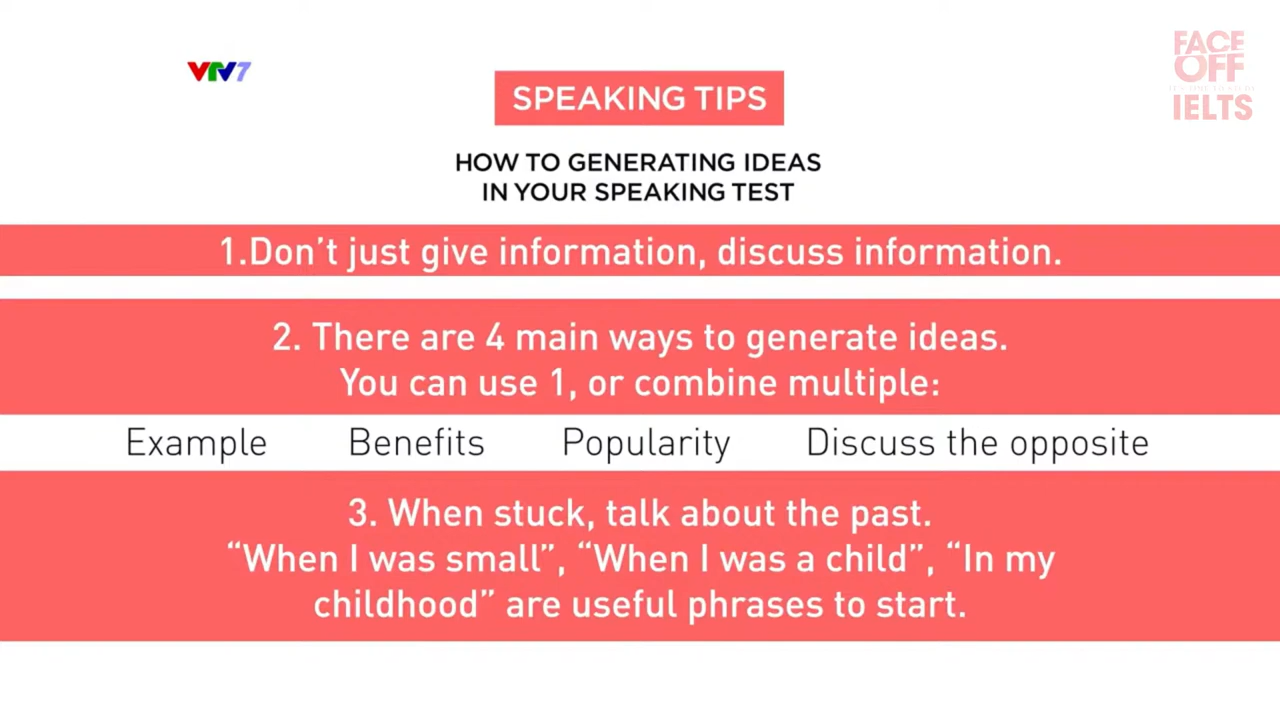 VTV7
FACE
OFF
IELTS
SPEAKING TIPS
HOW TO GENERATING IDEAS
IN YOUR SPEAKING TEST
1.Don’t just give information, discuss information.
2. There are 4 main ways to generate ideas.
You can use 1, or combine multiple:
Example Benefits Popularity Discuss the opposite
3. When stuck, talk about the past.
“When I was small”, “When I was a child”, “In my
childhood” are useful phrases to start.